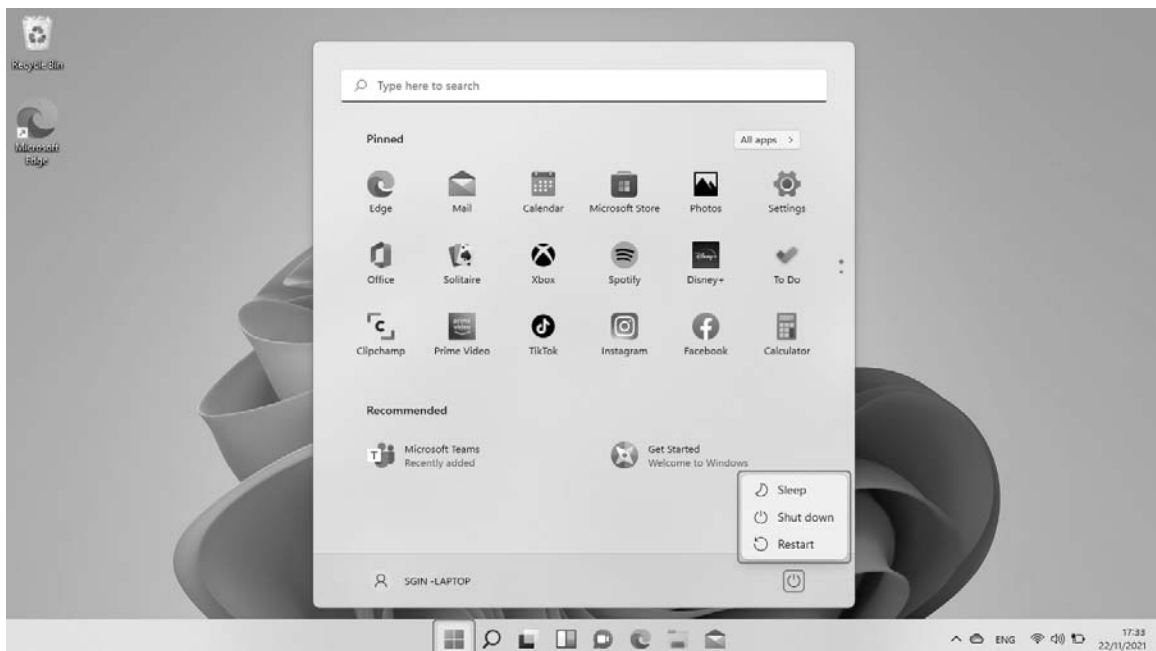 Recycle Bin
Microsoft
Edge
Type here to search
Pinned
All apps >
Edge Mail Calendar Microsoft Store Photos Settings
Office Solitaire Xbox Spotify Disney+ To Do
Clipchamp Prime Video TikTok Instagram Facebook Calculator
Recommended
Microsoft Teams
Recently added
Get Started
Welcome to Windows
Sleep
Shut down
Restart
SGIN -LAPTOP
ENG
17:33
22/11/2021